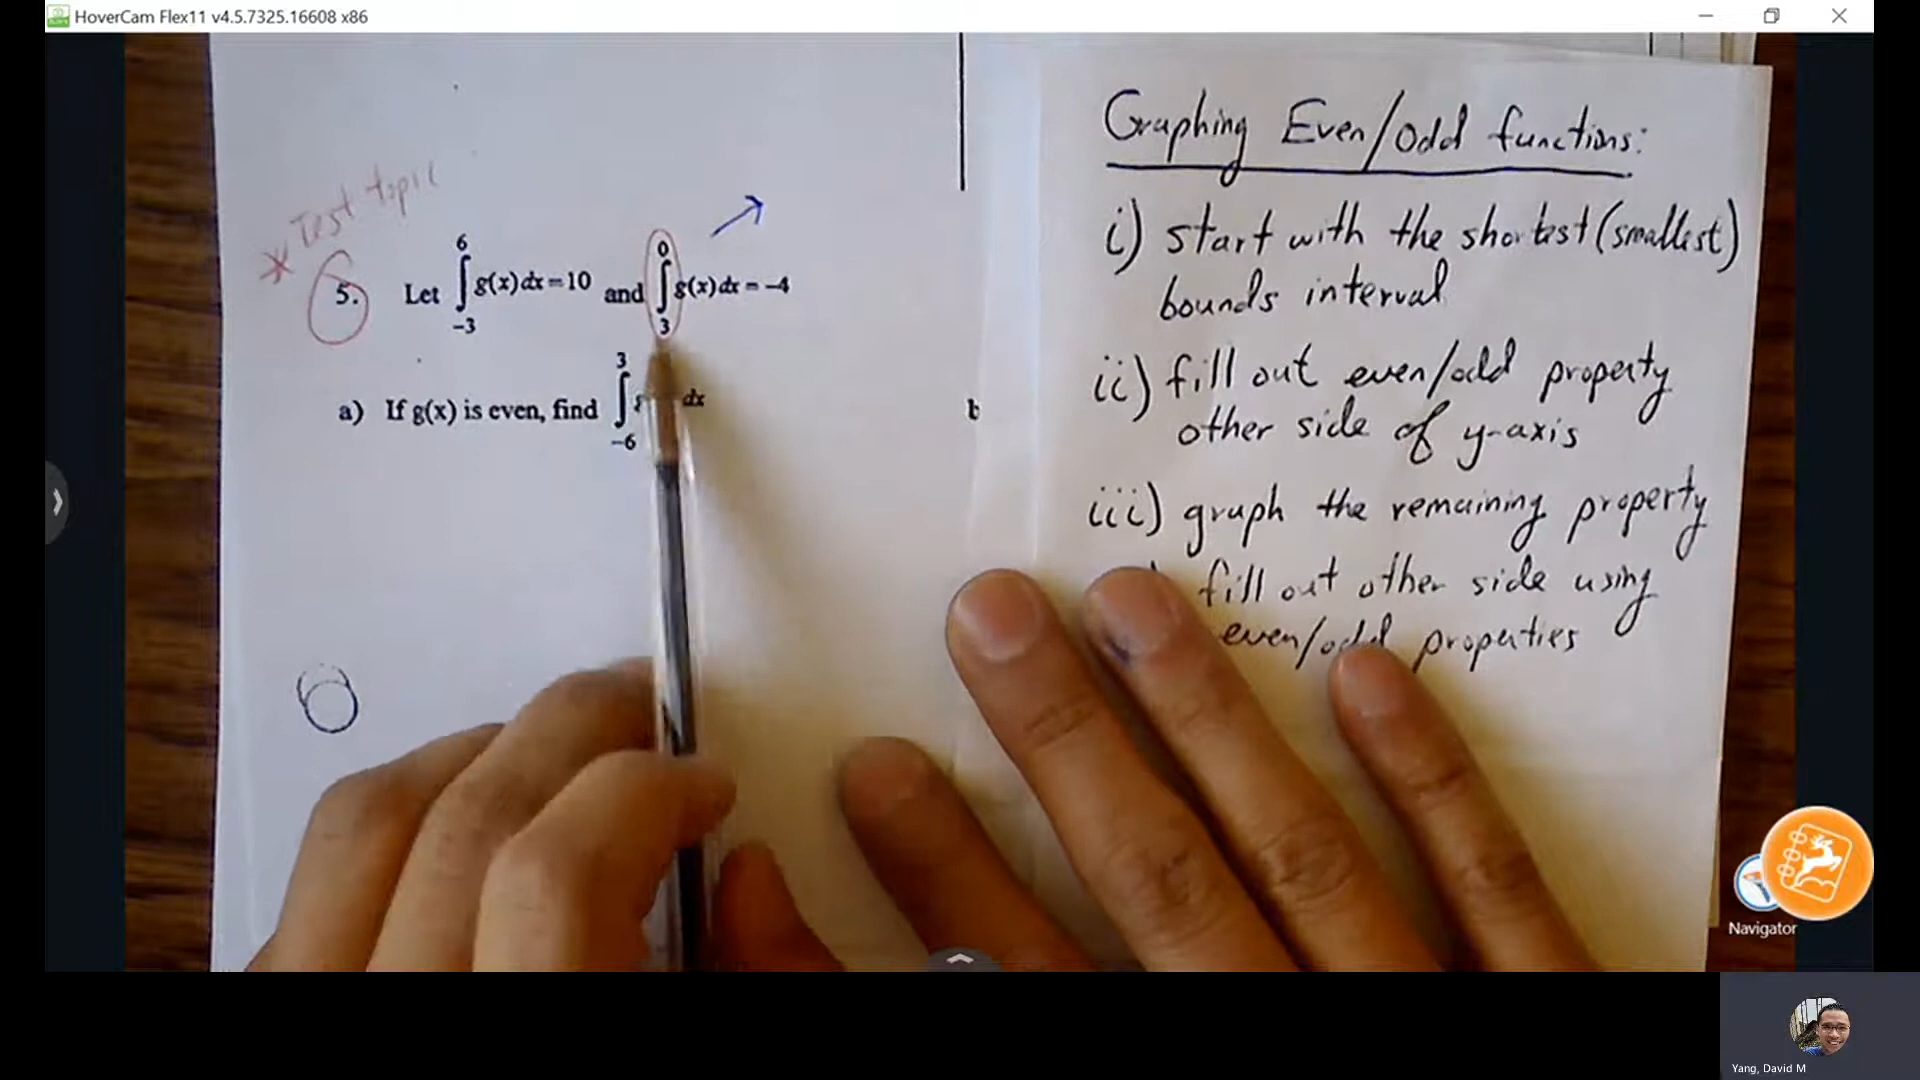 HoverCam Flex11 v4.5.7325.16608 x86
* Test topic
5. Let ∫_{-3}^{6} g(x)dx=10 and ∫_{3}^{0} g(x)dx=-4
a) If g(x) is even, find ∫_{-6}^{3} dx
b
Graphing Even/Odd functions:
i) start with the shortest (smallest)
bounds interval
ii) fill out even/odd property
other side of y-axis
iii) graph the remaining property
fill out other side using
even/odd properties
Navigator
Yang, David M